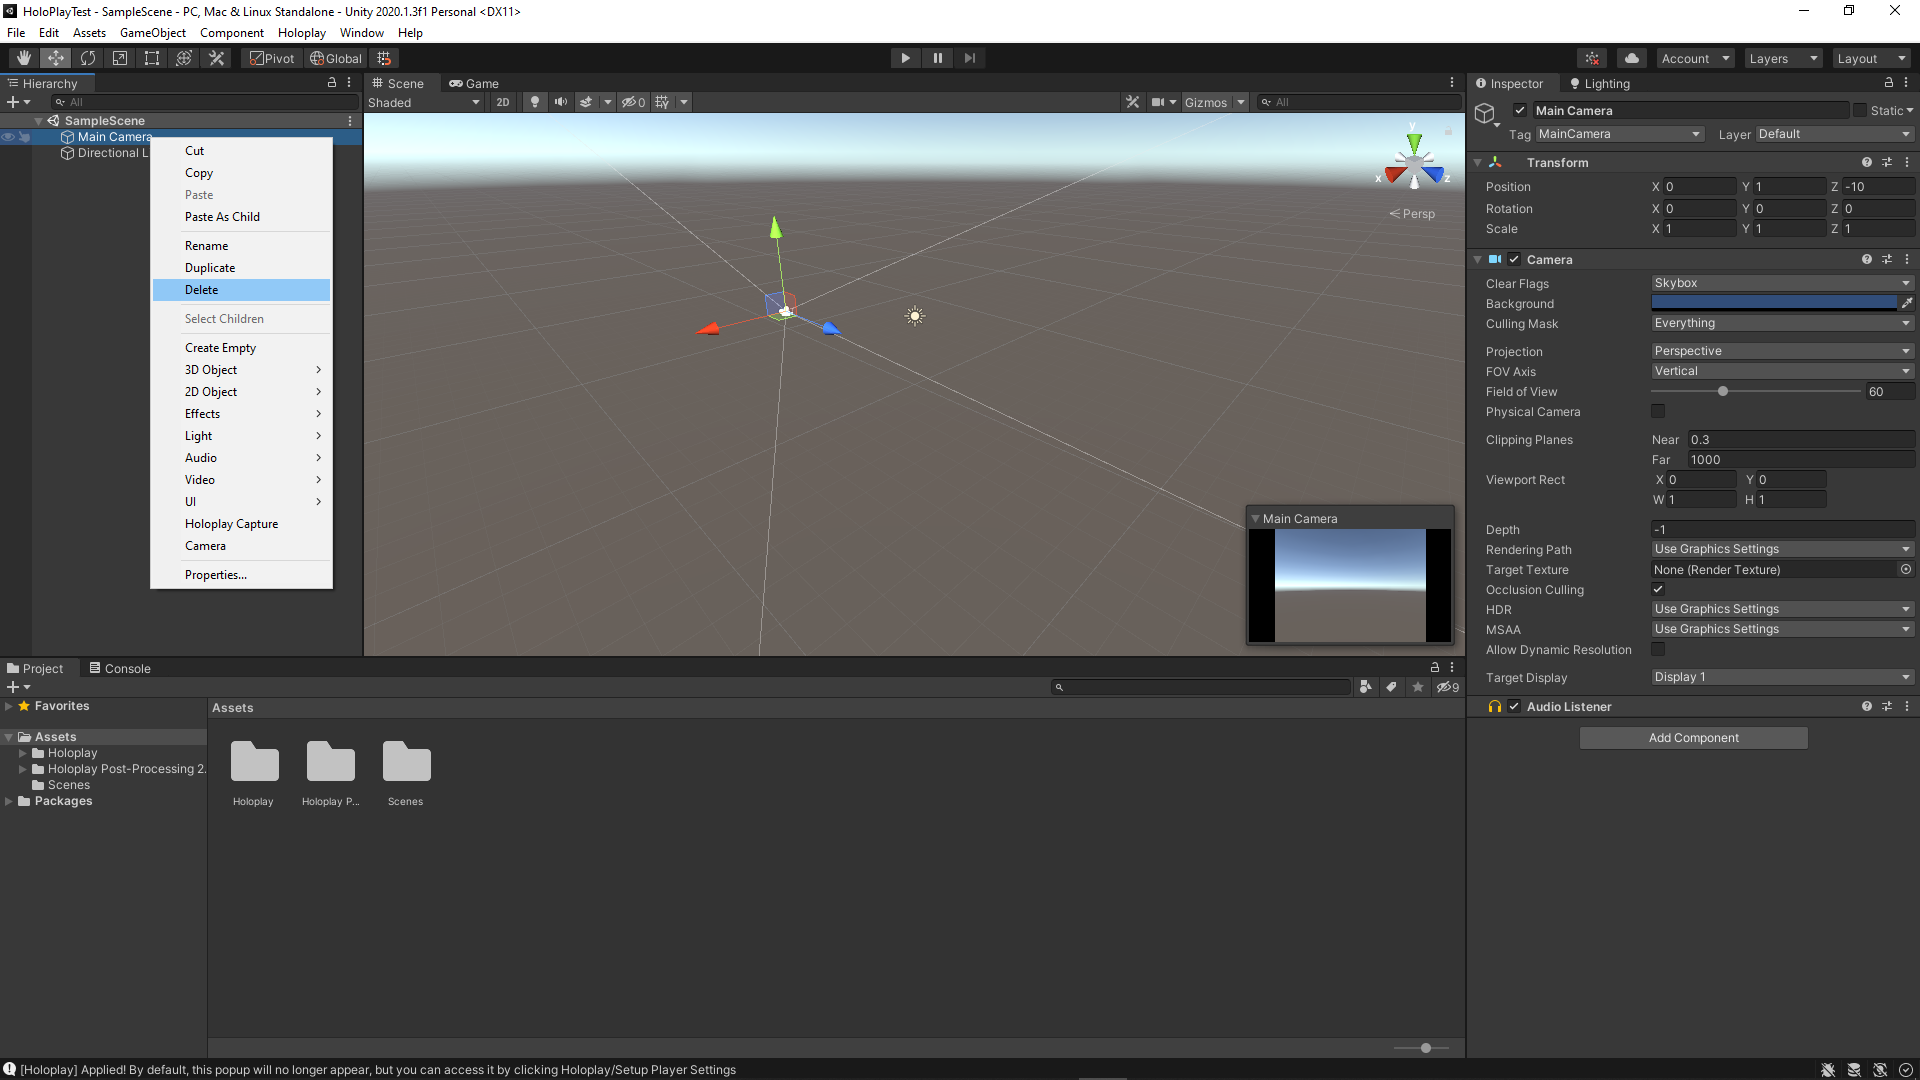 HoloPlayTest - SampleScene - PC, Mac & Linux Standalone - Unity 2020.1.3f1 Personal <DX11>
File Edit Assets GameObject Component Holoplay Window Help
Pivot Global Account Layers Layout
Hierarchy
All
SampleScene
Main Camera
Directional L
Cut
Copy
Paste
Paste As Child
Rename
Duplicate
Delete
Select Children
Create Empty
3D Object
2D Object
Effects
Light
Audio
Video
UI
Holoplay Capture
Camera
Properties...
Scene Game
Shaded 2D 0 Gizmos All
y
x z
Persp
Main Camera
Inspector Lighting
Main Camera Static
Tag MainCamera Layer Default
Transform
Position X 0 Y 1 Z -10
Rotation X 0 Y 0 Z 0
Scale X 1 Y 1 Z 1
Camera
Clear Flags Skybox
Background
Culling Mask Everything
Projection Perspective
FOV Axis Vertical
Field of View 60
Physical Camera
Clipping Planes Near 0.3
Far 1000
Viewport Rect X 0 Y 0
W 1 H 1
Depth -1
Rendering Path Use Graphics Settings
Target Texture None (Render Texture)
Occlusion Culling
HDR Use Graphics Settings
MSAA Use Graphics Settings
Allow Dynamic Resolution
Target Display Display 1
Audio Listener
Add Component
Project Console
9
Favorites
Assets
Holoplay
Holoplay Post-Processing 2.
Scenes
Packages
Assets
Holoplay Holoplay P... Scenes
[Holoplay] Applied! By default, this popup will no longer appear, but you can access it by clicking Holoplay/Setup Player Settings